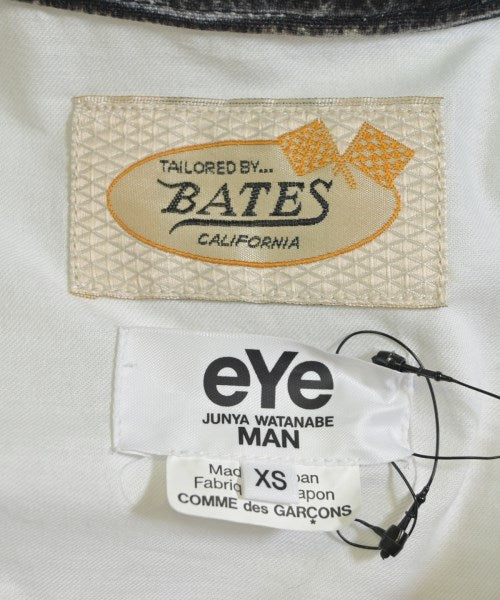 TAILORED BY...
BATES
CALIFORNIA
eYe
JUNYA WATANABE
MAN
XS
COMME des GARÇONS